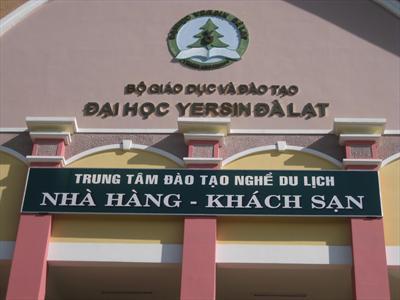 BỘ GIÁO DỤC VÀ ĐÀO TẠO
ĐẠI HỌC YERSIN ĐÀ LẠT
TRUNG TÂM ĐÀO TẠO NGHỀ DU LỊCH
NHÀ HÀNG - KHÁCH SẠN